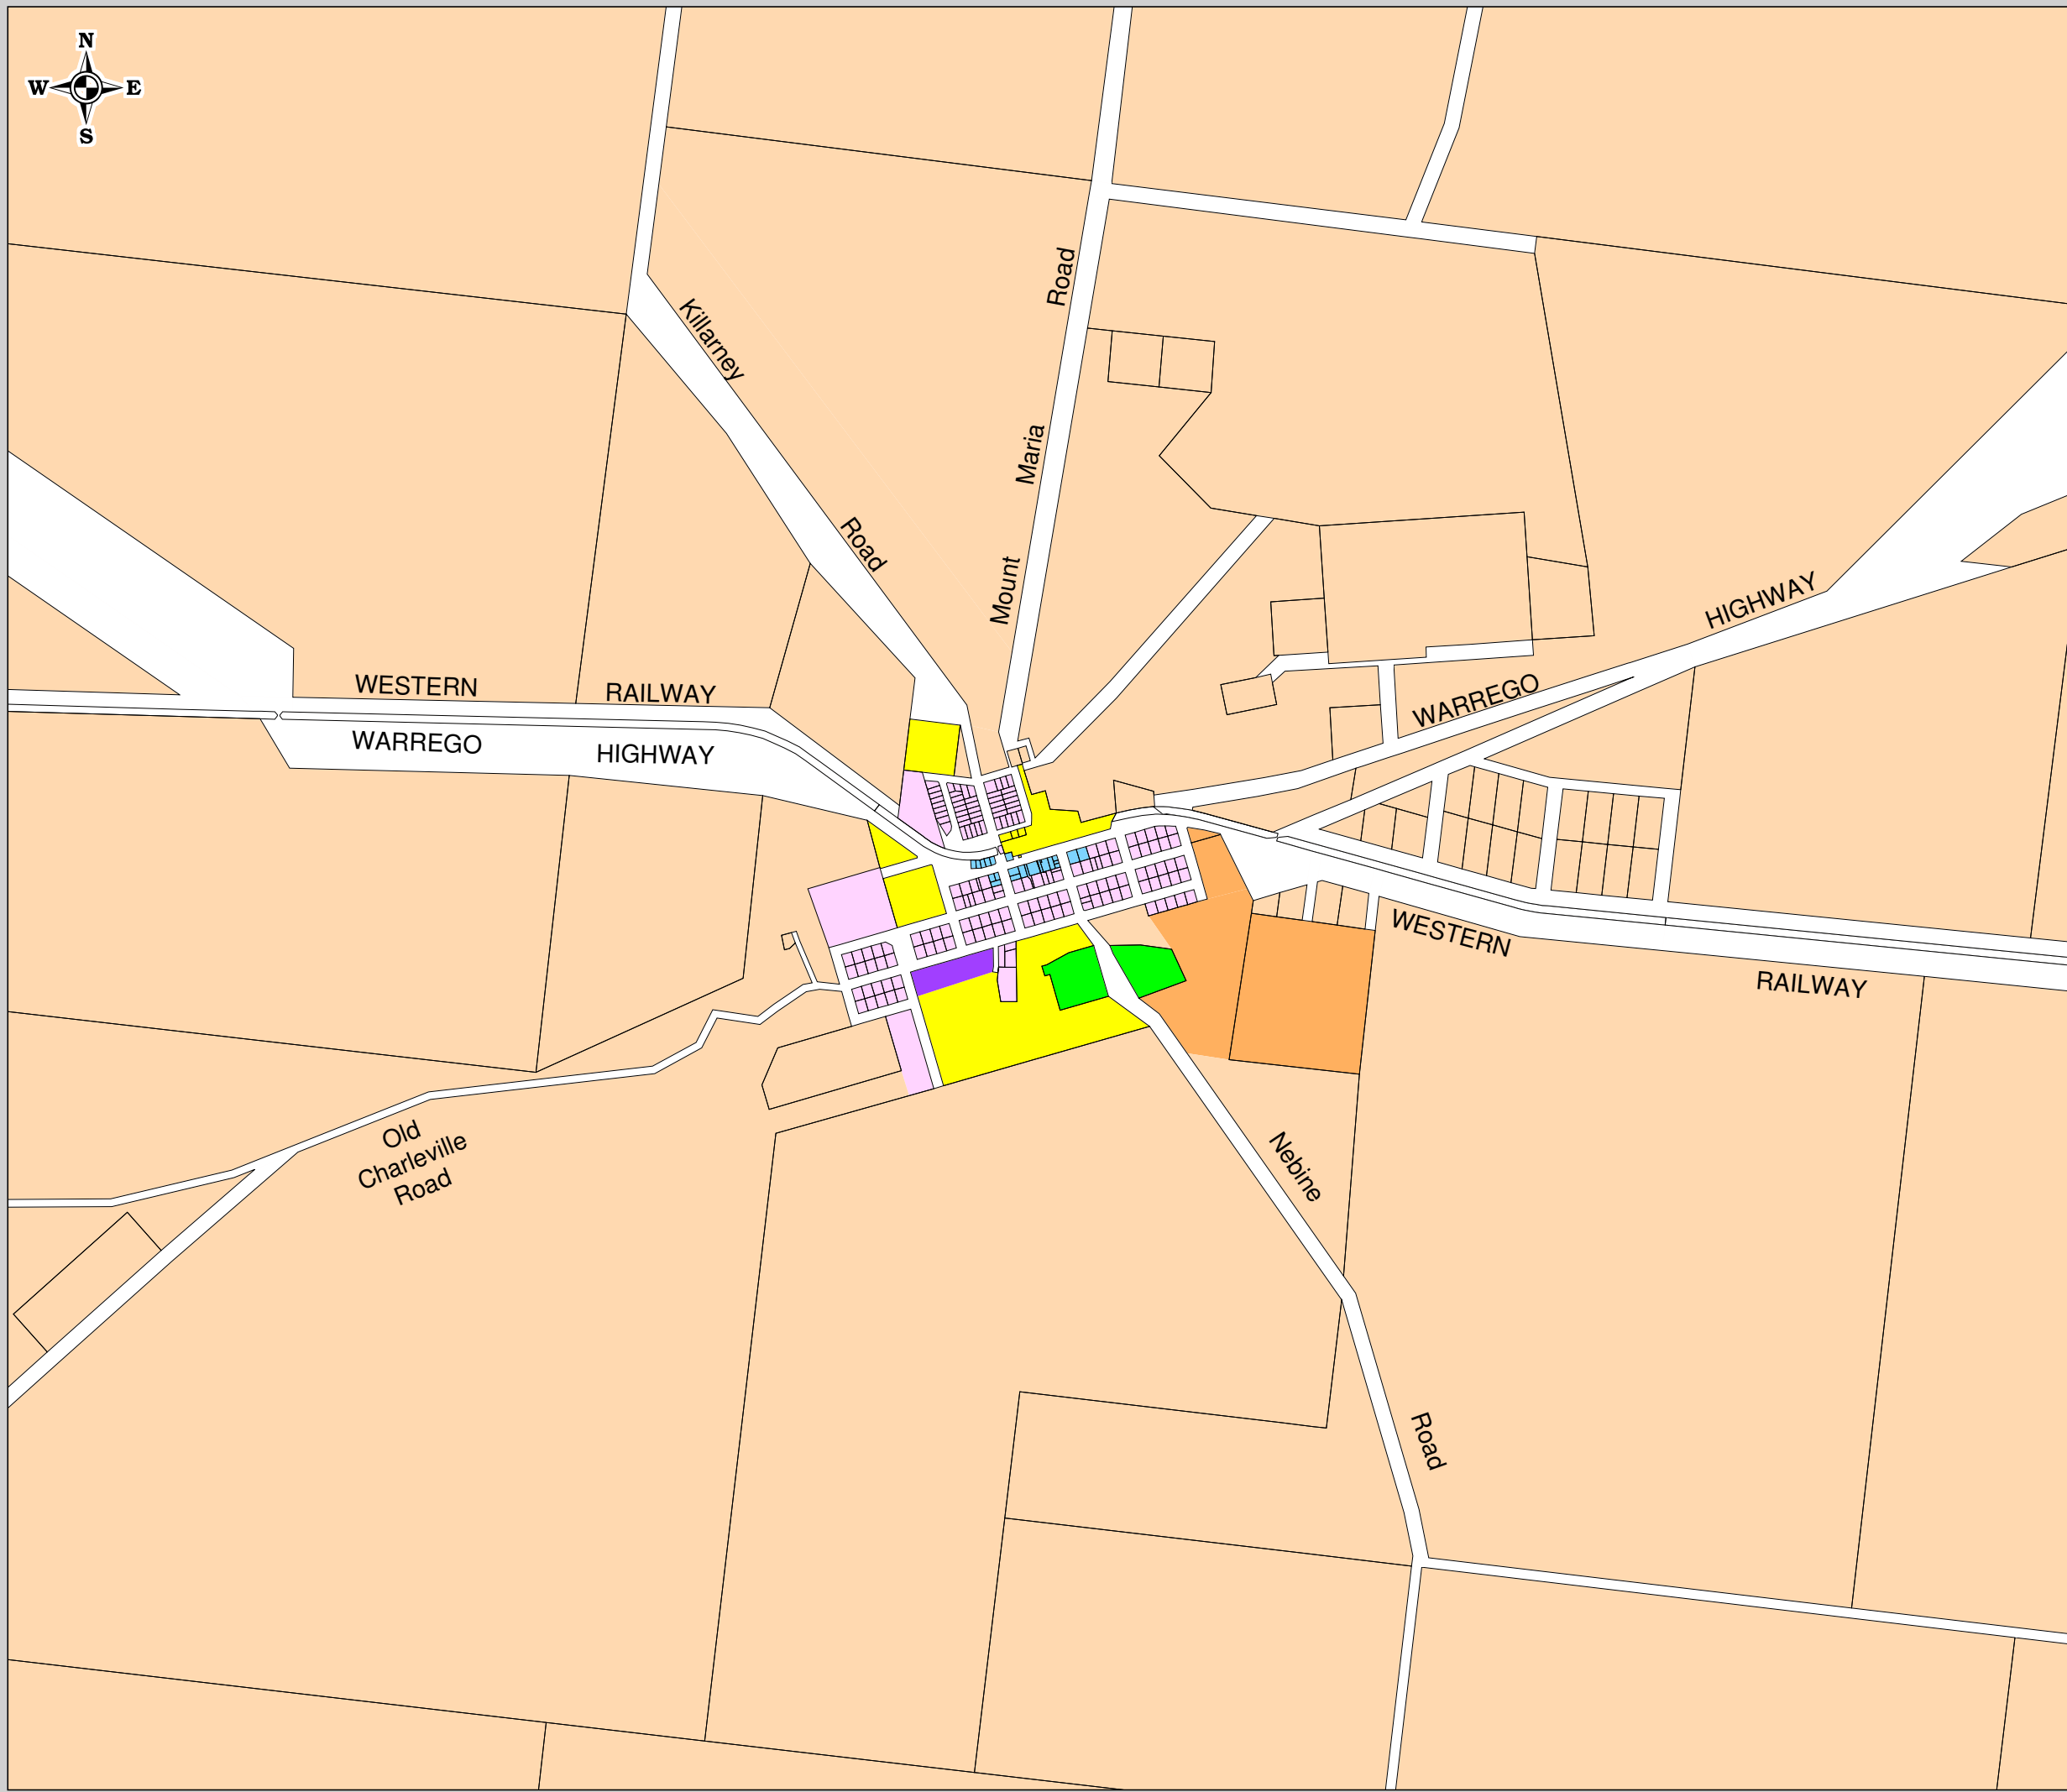 N
W E
S
Killarney
Road
Road
Maria
Mount
HIGHWAY
WARREGO
WESTERN RAILWAY
WARREGO HIGHWAY
WESTERN
RAILWAY
Old
Charleville
Road
Nebine
Road